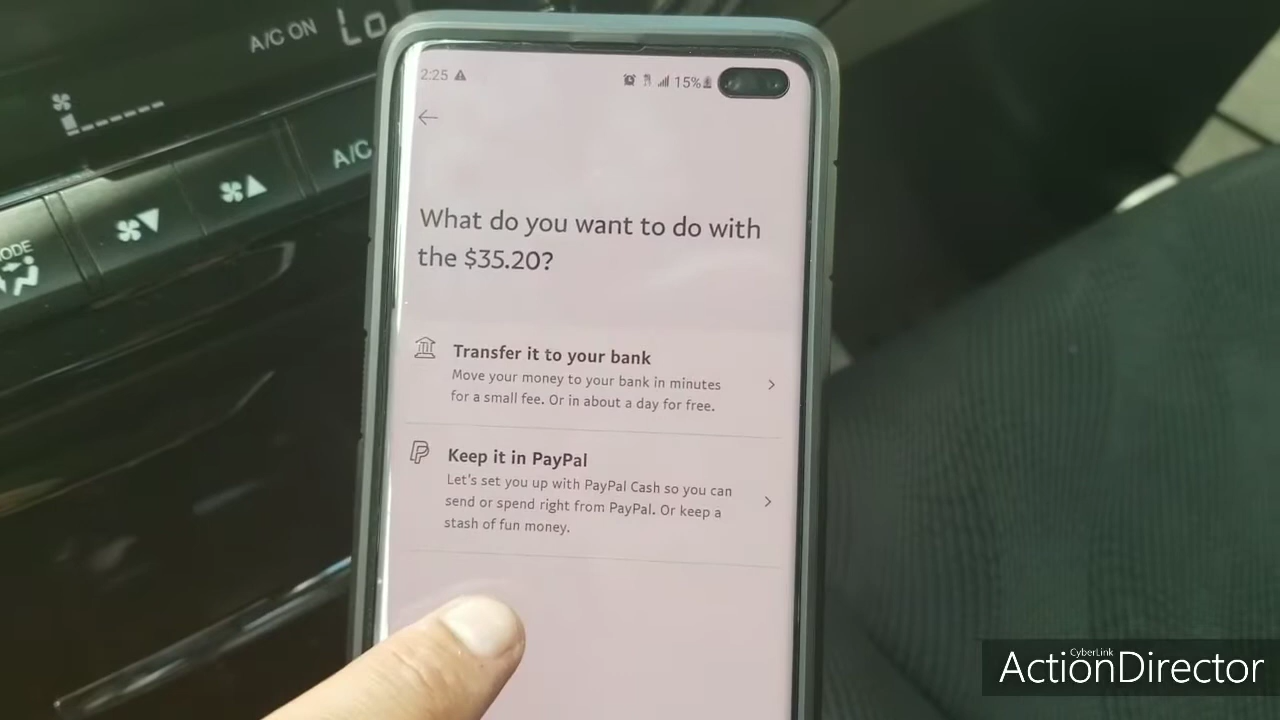 A/C ON Lo
2:25 15%
What do you want to do with
the $35.20?
Transfer it to your bank
Move your money to your bank in minutes
for a small fee. Or in about a day for free.
Keep it in PayPal
Let's set you up with PayPal Cash so you can
send or spend right from PayPal. Or keep a
stash of fun money.
A/C
CyberLink
ActionDirector